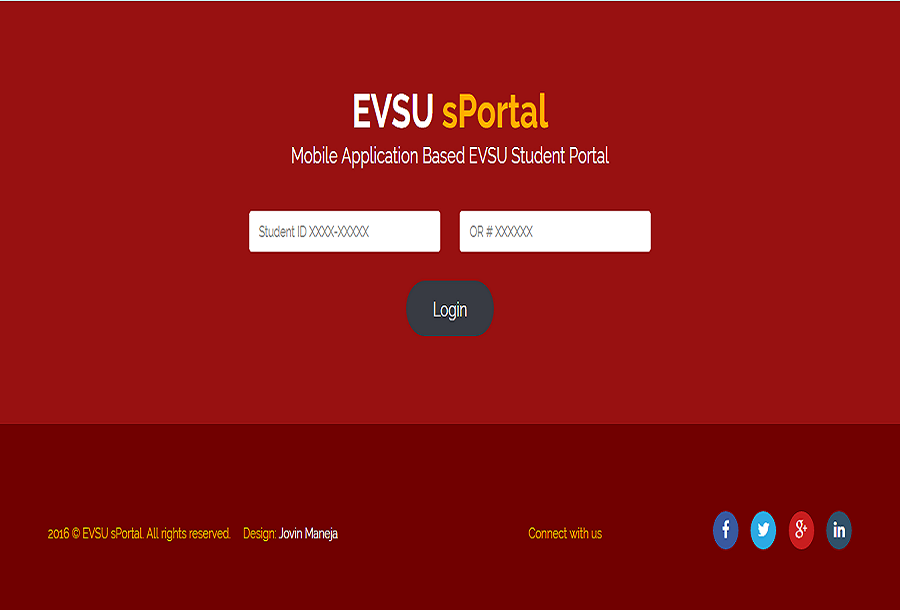 EVSU sPortal
Mobile Application Based EVSU Student Portal
Student ID XXXX-XXXXX
OR # XXXXXX
Login
2016 © EVSU sPortal. All rights reserved. Design: Jovin Maneja
Connect with us
f
g+
in